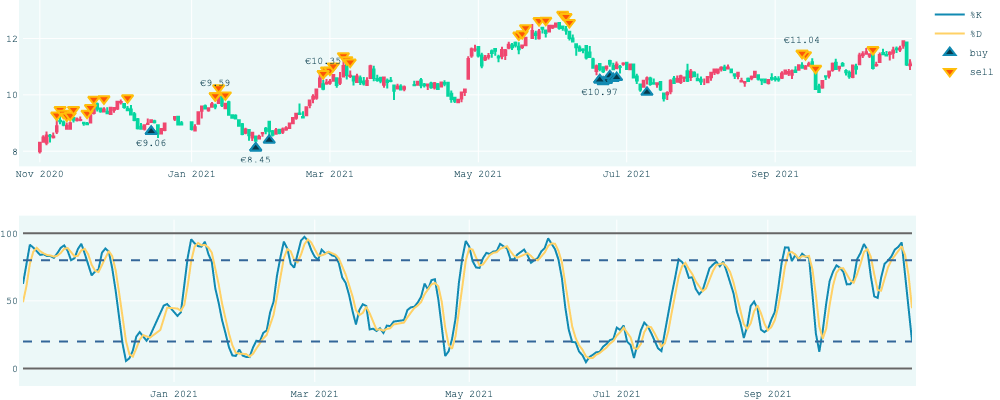 %K
%D
buy
sell
12
10
8
€9.06
€9.59
€8.45
€10.35
€10.97
€11.04
Nov 2020
Jan 2021
Mar 2021
May 2021
Jul 2021
Sep 2021
100
50
0
Jan 2021
Mar 2021
May 2021
Jul 2021
Sep 2021